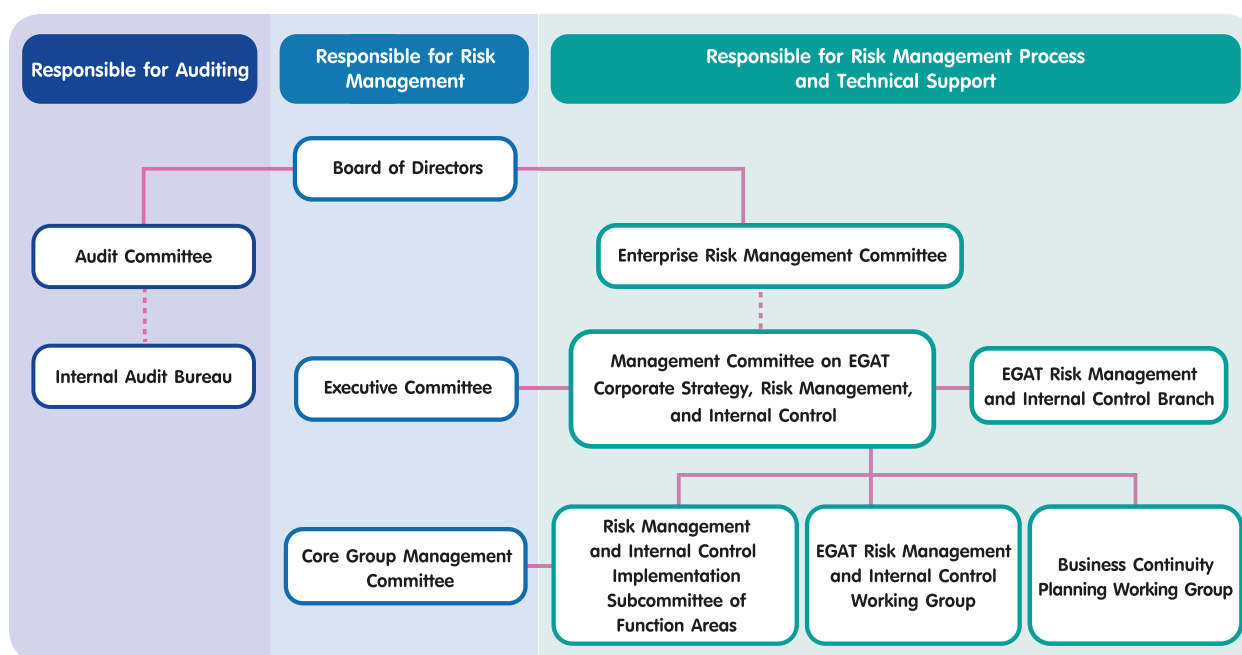 Responsible for Auditing
Responsible for Risk
Management
Responsible for Risk Management Process
and Technical Support
Board of Directors
Audit Committee
Enterprise Risk Management Committee
Internal Audit Bureau
Executive Committee
Management Committee on EGAT
Corporate Strategy, Risk Management,
and Internal Control
EGAT Risk Management
and Internal Control Branch
Core Group Management
Committee
Risk Management
and Internal Control
Implementation
Subcommittee of
Function Areas
EGAT Risk Management
and Internal Control
Working Group
Business Continuity
Planning Working Group